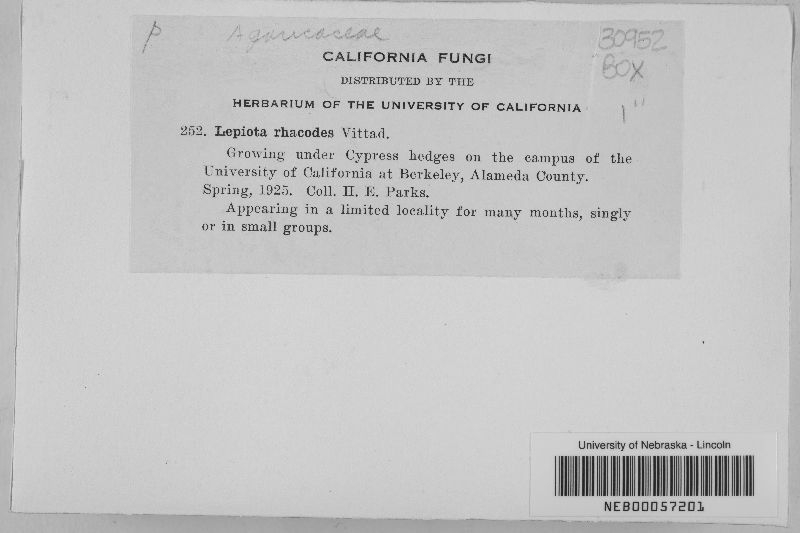 p Agaricaceae 30952
BOX
1"
CALIFORNIA FUNGI
DISTRIBUTED BY THE
HERBARIUM OF THE UNIVERSITY OF CALIFORNIA
252. Lepiota rhacodes Vittad.
Growing under Cypress hedges on the campus of the
University of California at Berkeley, Alameda County.
Spring, 1925. Coll. H. E. Parks.
Appearing in a limited locality for many months, singly
or in small groups.
University of Nebraska - Lincoln
NEB00057201